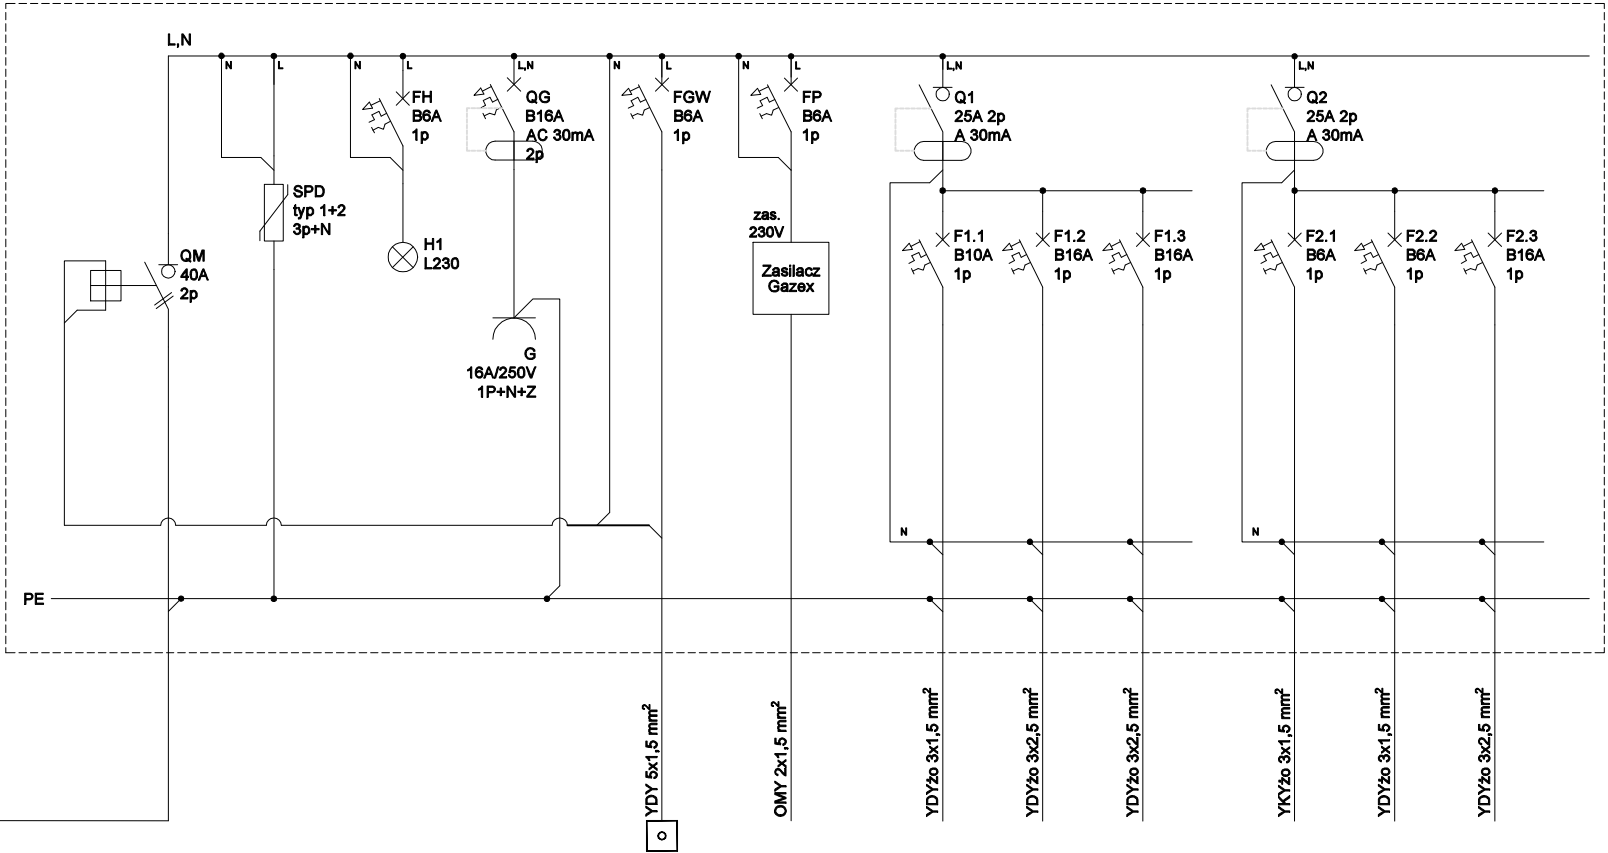 L,N
N
L
N
L
L,N
N
L
N
L
L,N
L,N
FH
B6A
1p
QG
B16A
AC 30mA
2p
FGW
B6A
1p
FP
B6A
1p
Q1
25A 2p
A 30mA
Q2
25A 2p
A 30mA
SPD
typ 1+2
3p+N
QM
40A
2p
H1
L230
zas.
230V
Zasilacz
Gazex
F1.1
B10A
1p
F1.2
B16A
1p
F1.3
B16A
1p
F2.1
B6A
1p
F2.2
B6A
1p
F2.3
B16A
1p
G
16A/250V
1P+N+Z
N
N
PE
YDY 5x1,5 mm²
OMY 2x1,5 mm²
YDYżo 3x1,5 mm²
YDYżo 3x2,5 mm²
YDYżo 3x2,5 mm²
YKYżo 3x1,5 mm²
YDYżo 3x1,5 mm²
YDYżo 3x2,5 mm²